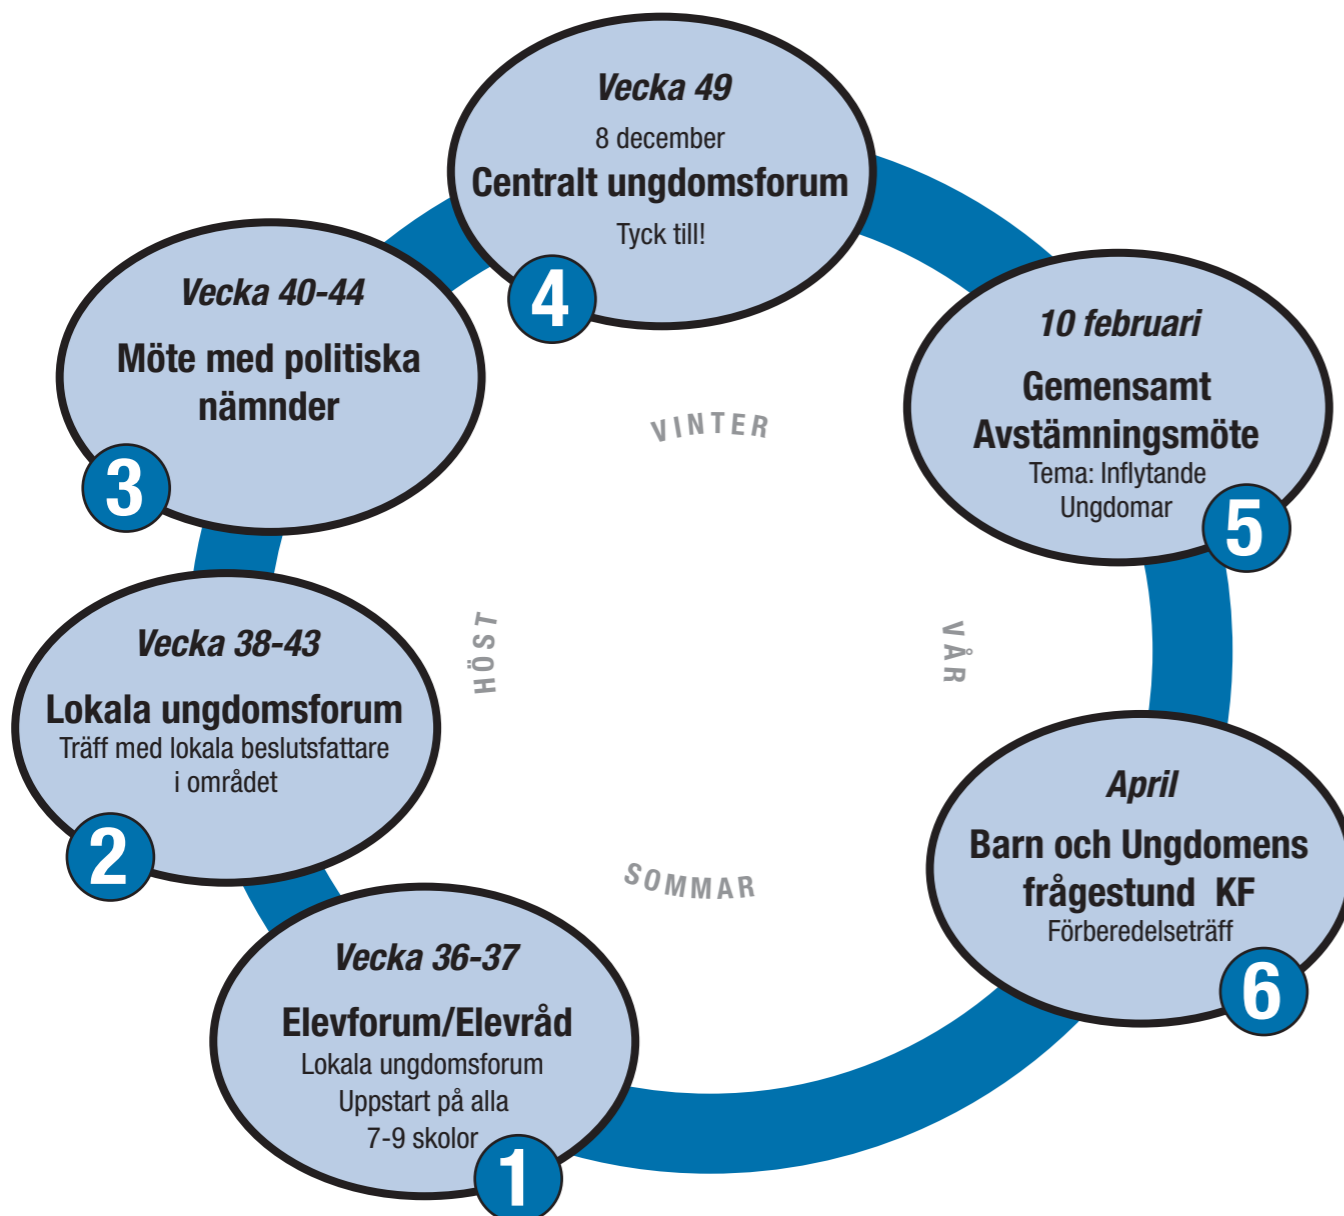 Vecka 49
8 december
Centralt ungdomsforum
Tyck till!
4
Vecka 40-44
Möte med politiska
nämnder
3
10 februari
Gemensamt
Avstämningsmöte
Tema: Inflytande
Ungdomar
5
VINTER
HÖST
VÅR
SOMMAR
Vecka 38-43
Lokala ungdomsforum
Träff med lokala beslutsfattare
i området
2
April
Barn och Ungdomens
frågestund KF
Förberedelseträff
6
Vecka 36-37
Elevforum/Elevråd
Lokala ungdomsforum
Uppstart på alla
7-9 skolor
1